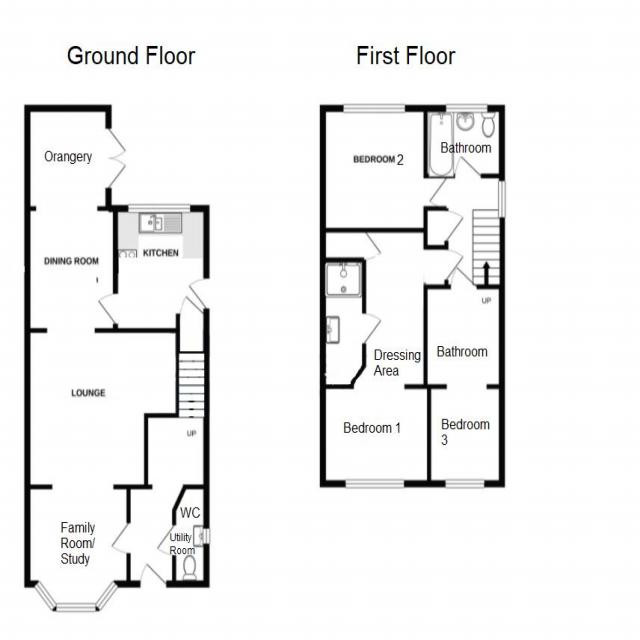 Ground Floor
First Floor
Orangery
DINING ROOM
KITCHEN
LOUNGE
UP
Family
Room/
Study
WC
Utility
Room
BEDROOM 2
Bathroom
UP
Dressing
Area
Bathroom
Bedroom 1
Bedroom
3